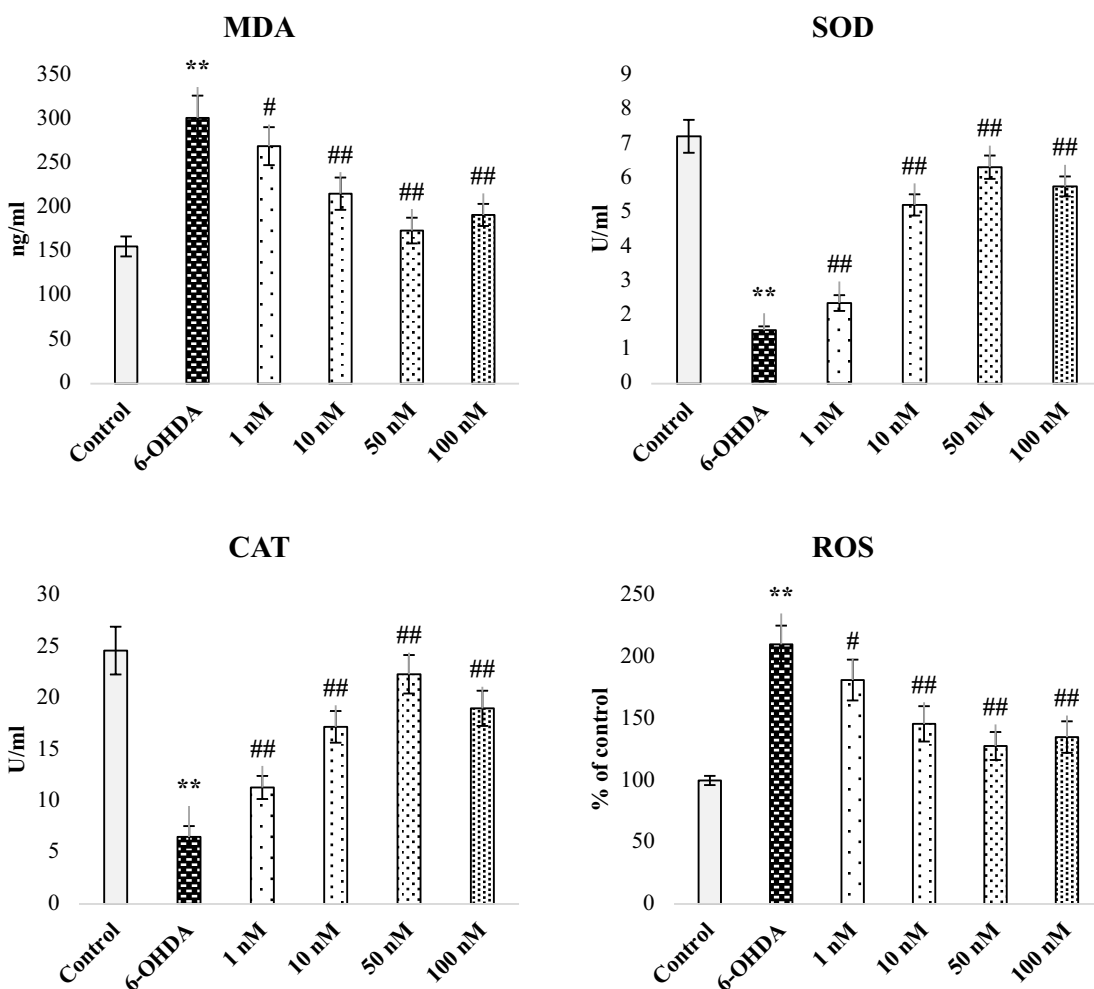 MDA
ng/ml
350
300
250
200
150
100
50
0
**
#
##
##
##
Control
6-OHDA
1 nM
10 nM
50 nM
100 nM
SOD
U/ml
9
8
7
6
5
4
3
2
1
0
**
##
##
##
##
Control
6-OHDA
1 nM
10 nM
50 nM
100 nM
CAT
U/ml
30
25
20
15
10
5
0
**
##
##
##
##
Control
6-OHDA
1 nM
10 nM
50 nM
100 nM
ROS
% of control
250
200
150
100
50
0
**
#
##
##
##
Control
6-OHDA
1 nM
10 nM
50 nM
100 nM